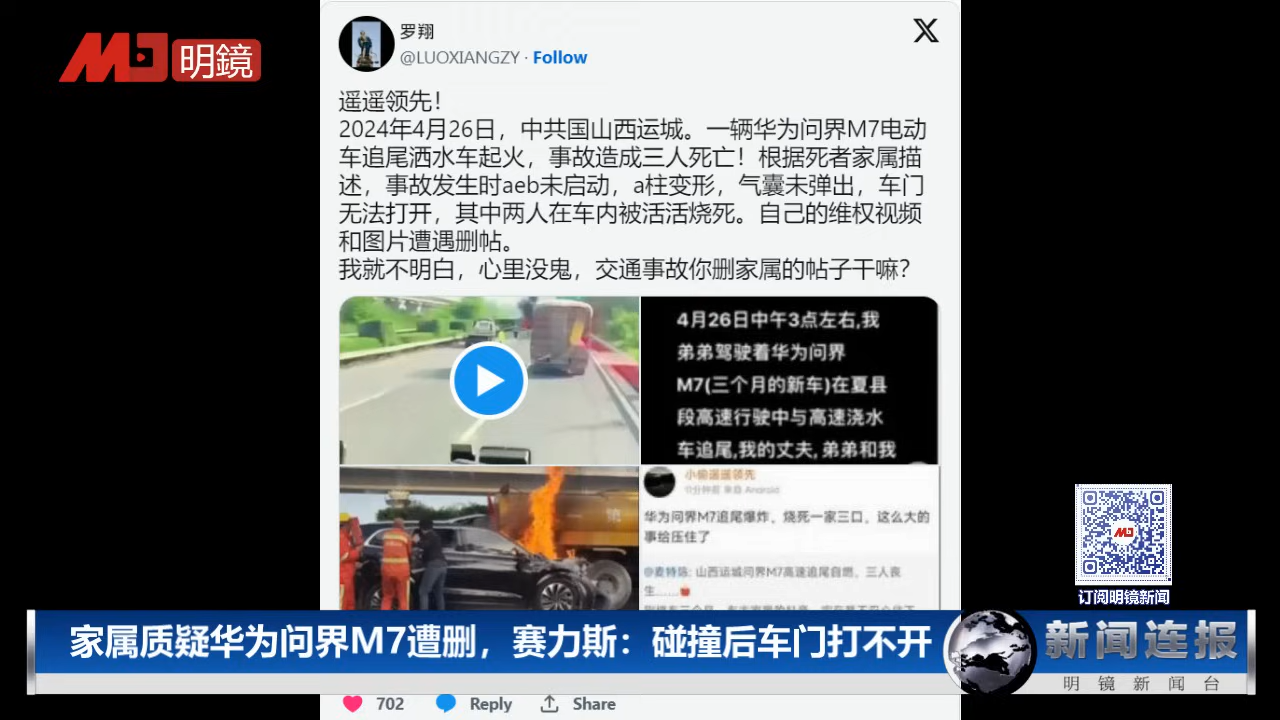 明鏡
罗翔
@LUOXIANGZY · Follow
遥遥领先！
2024年4月26日，中共国山西运城。一辆华为问界M7电动
车追尾洒水车起火，事故造成三人死亡！根据死者家属描
述，事故发生时aeb未启动，a柱变形，气囊未弹出，车门
无法打开，其中两人在车内被活活烧死。自己的维权视频
和图片遭遇删帖。
我就不明白，心里没鬼，交通事故你删家属的帖子干嘛？
4月26日中午3点左右,我
弟弟驾驶着华为问界
M7(三个月的新车)在夏县
段高速行驶中与高速浇水
车追尾,我的丈夫,弟弟和我
小偷遥遥领先
华为问界M7追尾爆炸，烧死一家三口，这么大的
事给压住了
山西运城问界M7高速追尾自燃，三人丧
生......
订阅明镜新闻
家属质疑华为问界M7遭删，赛力斯：碰撞后车门打不开
新闻连报
明镜新闻台
702
Reply
Share